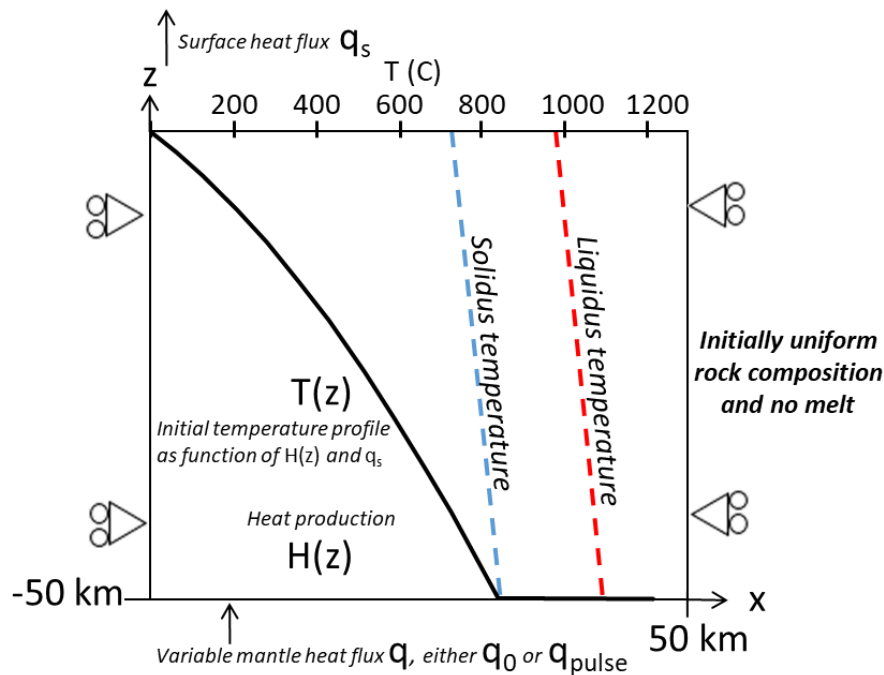 Surface heat flux qs
T (C)
z
200 400 600 800 1000 1200
Solidus temperature
Liquidus temperature
Initially uniform
rock composition
and no melt
T(z)
Initial temperature profile
as function of H(z) and qs
Heat production
H(z)
-50 km
x
50 km
Variable mantle heat flux q, either q0 or qpulse